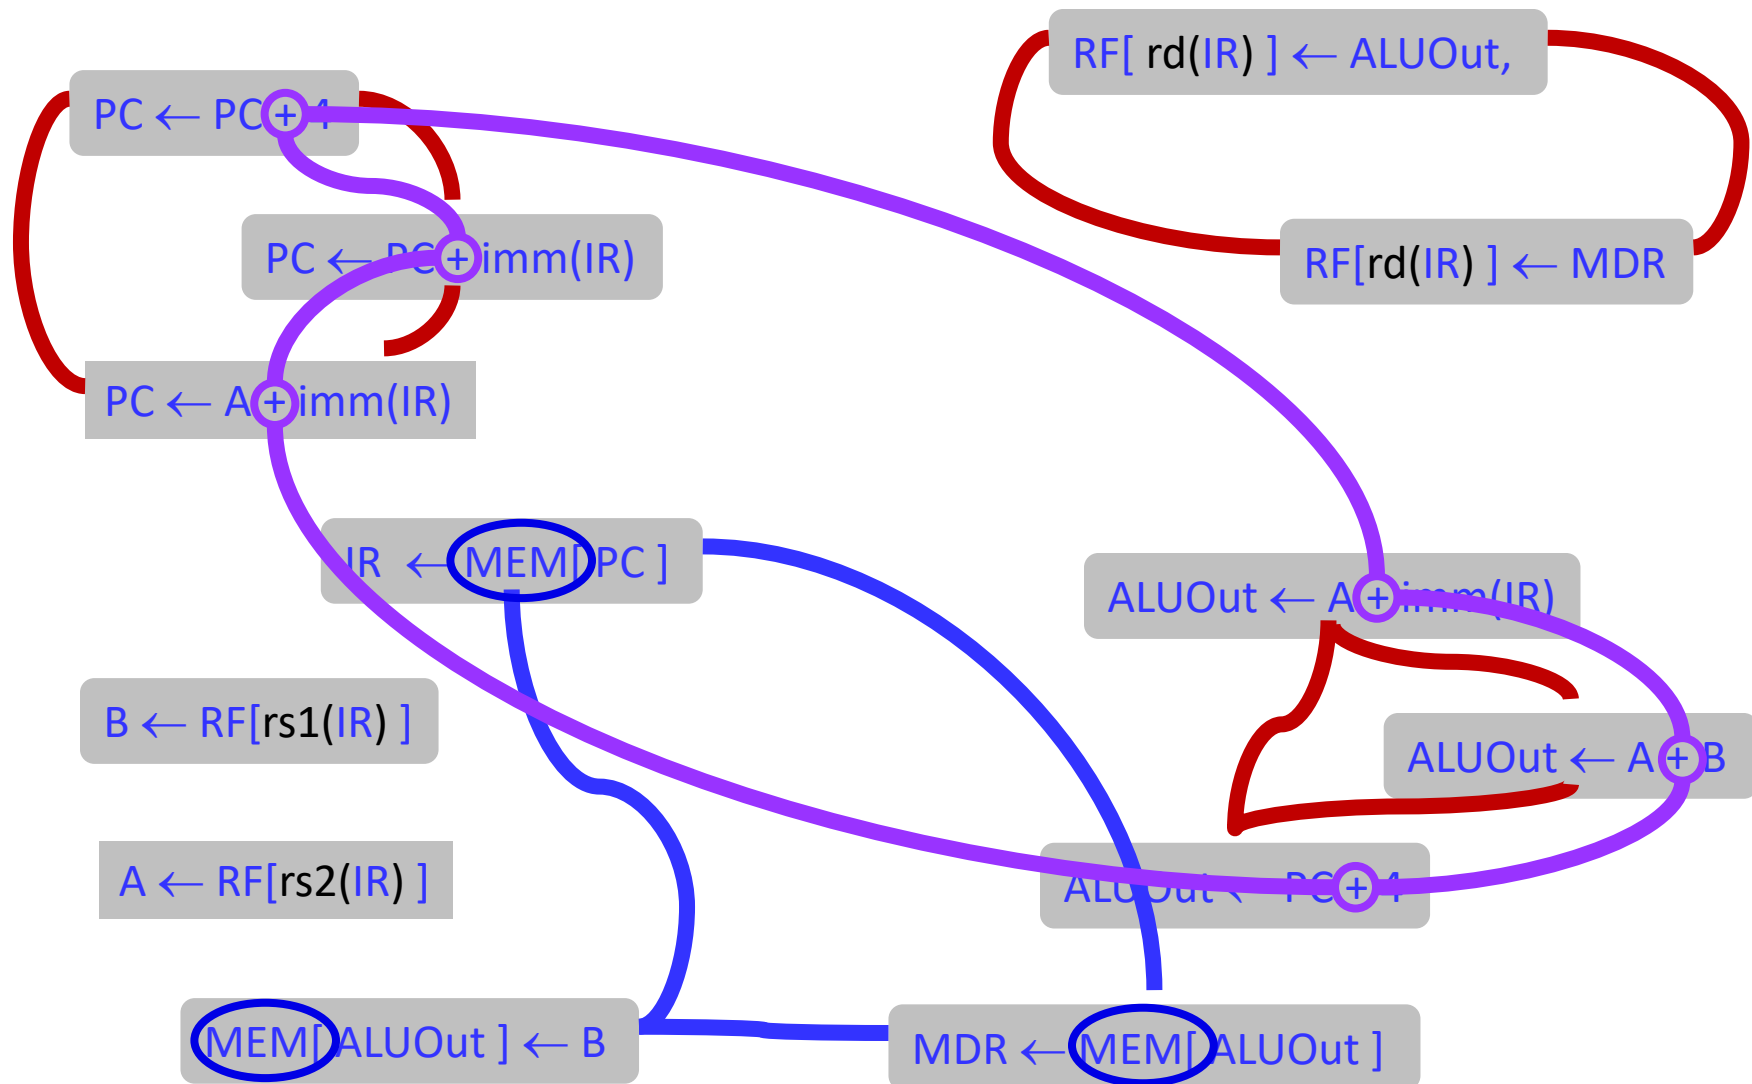 RF[ rd(IR) ] ← ALUOut,
PC ← PC + 4
PC ← PC + imm(IR)
RF[rd(IR) ] ← MDR
PC ← A + imm(IR)
IR ← MEM[ PC ]
ALUOut ← A + imm(IR)
B ← RF[rs1(IR) ]
ALUOut ← A + B
A ← RF[rs2(IR) ]
ALUOut ← PC + 4
MEM[ ALUOut ] ← B
MDR ← MEM[ ALUOut ]